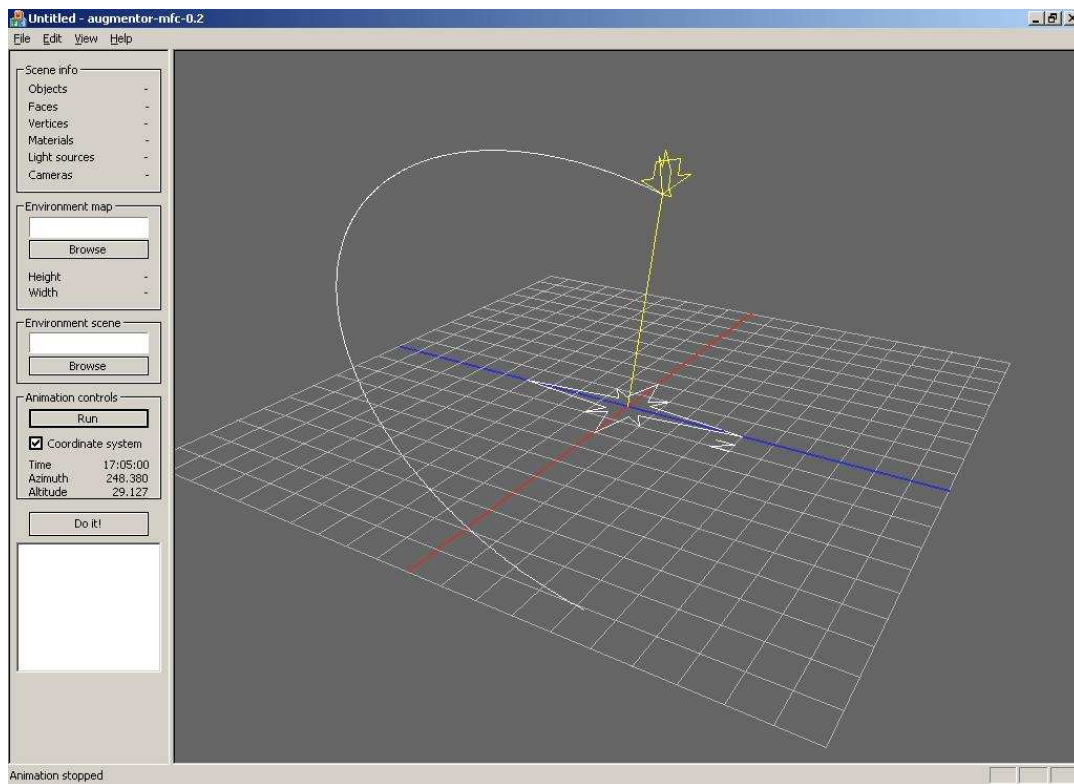 Untitled - augmentor-mfc-0.2
File Edit View Help
Scene info
Objects -
Faces -
Vertices -
Materials -
Light sources -
Cameras -
Environment map
Browse
Height -
Width -
Environment scene
Browse
Animation controls
Run
Coordinate system
Time 17:05:00
Azimuth 248.380
Altitude 29.127
Do it!
Animation stopped